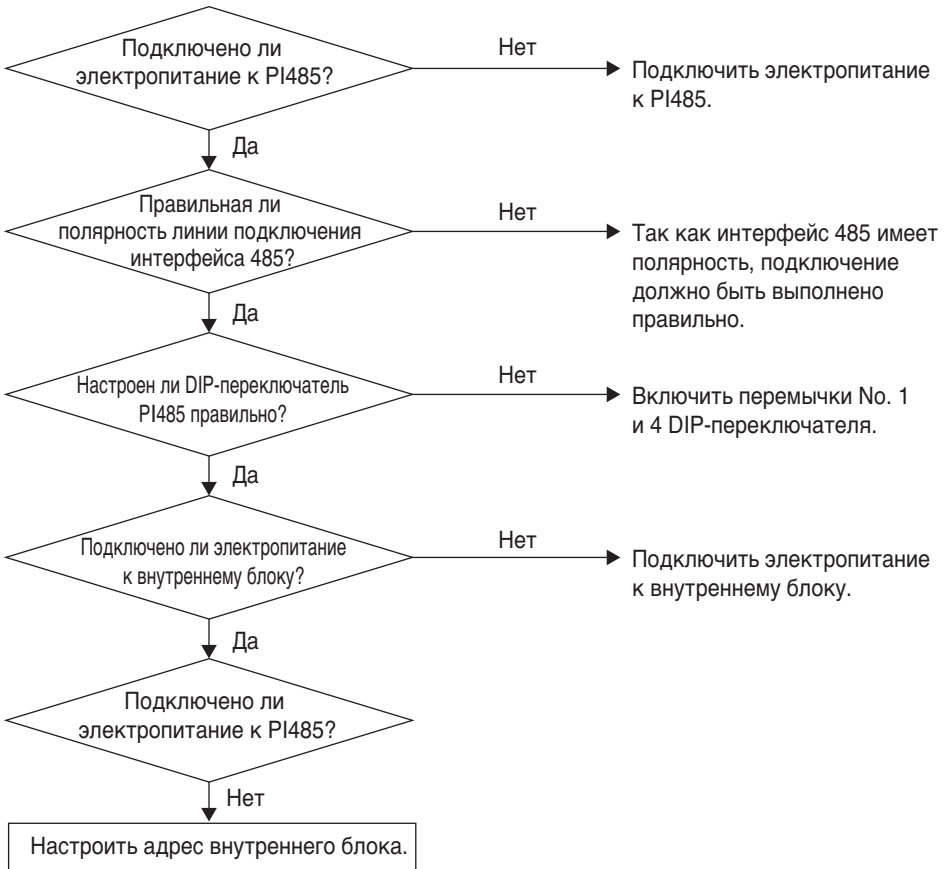 Подключено ли
электропитание к PI485?
Нет
Подключить электропитание
к PI485.
Да
Правильная ли
полярность линии подключения
интерфейса 485?
Нет
Так как интерфейс 485 имеет
полярность, подключение
должно быть выполнено
правильно.
Да
Настроен ли DIP-переключатель
PI485 правильно?
Нет
Включить перемычки No. 1
и 4 DIP-переключателя.
Да
Подключено ли электропитание
к внутреннему блоку?
Нет
Подключить электропитание
к внутреннему блоку.
Да
Подключено ли
электропитание к PI485?
Нет
Настроить адрес внутреннего блока.